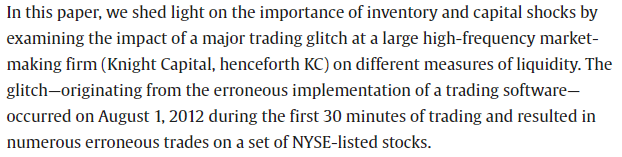 In this paper, we shed light on the importance of inventory and capital shocks by
examining the impact of a major trading glitch at a large high-frequency market-
making firm (Knight Capital, henceforth KC) on different measures of liquidity. The
glitch—originating from the erroneous implementation of a trading software—
occurred on August 1, 2012 during the first 30 minutes of trading and resulted in
numerous erroneous trades on a set of NYSE-listed stocks.